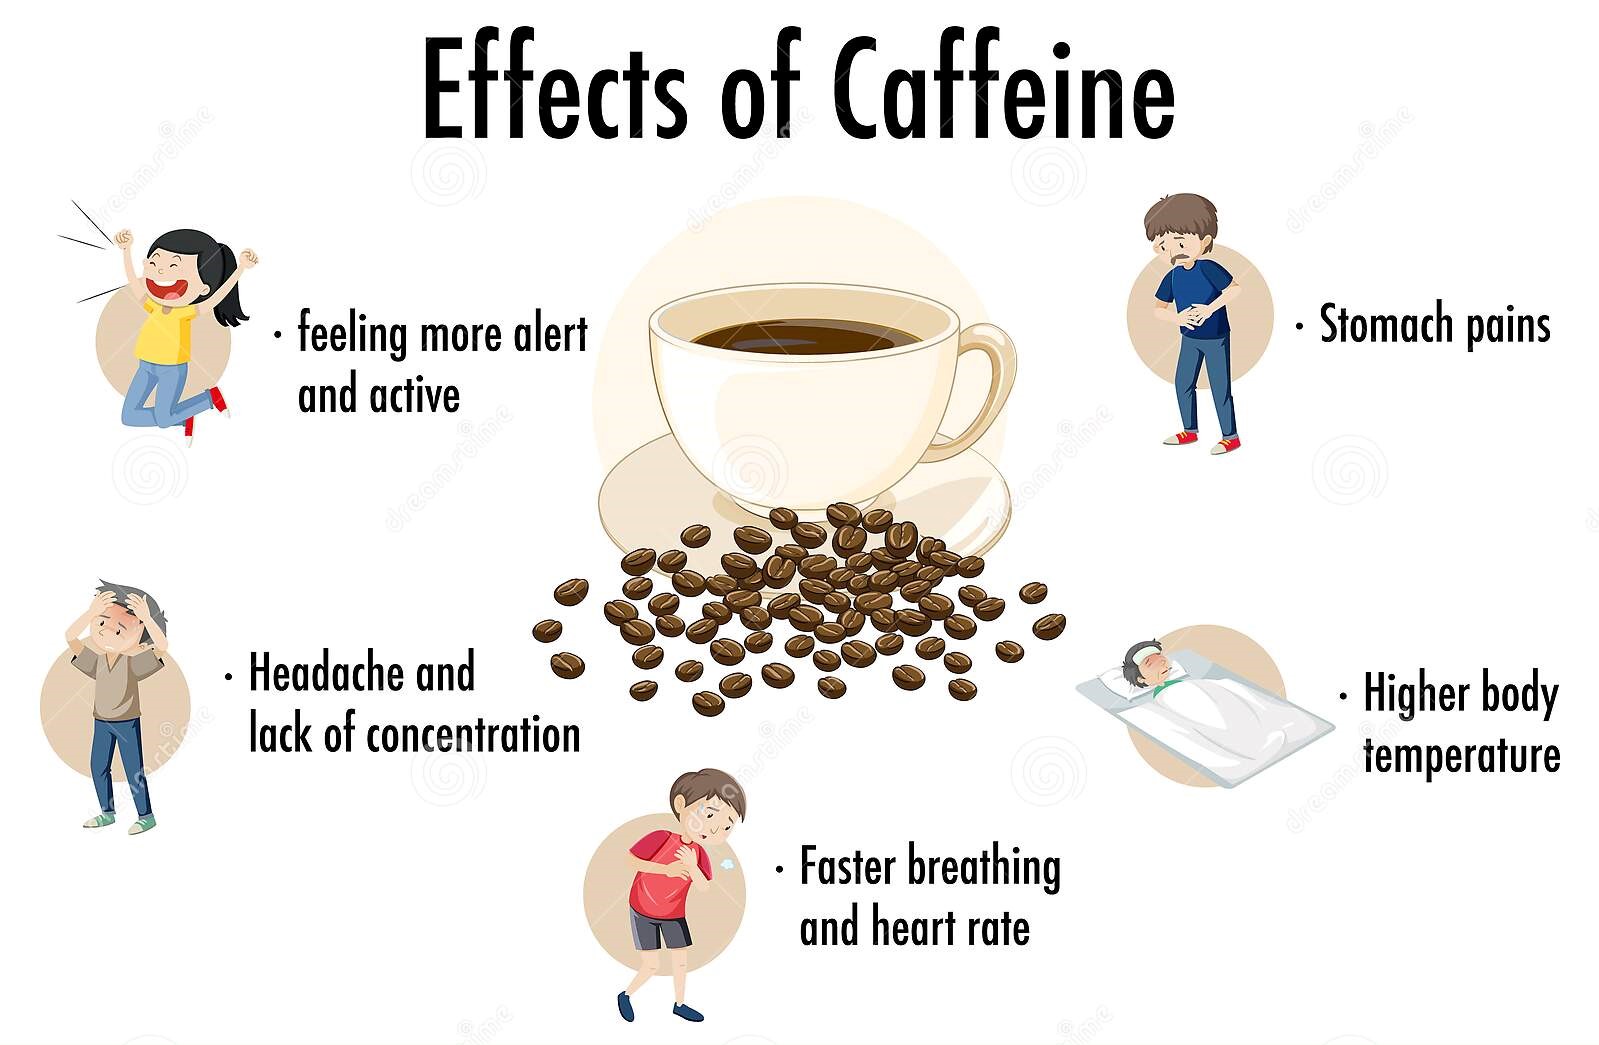 Effects of Caffeine
· feeling more alert
and active
· Stomach pains
· Headache and
lack of concentration
· Higher body
temperature
· Faster breathing
and heart rate
dreamstime